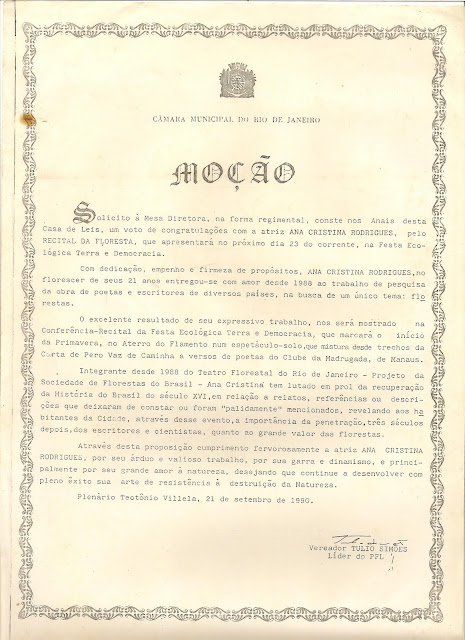 CÂMARA MUNICIPAL DO RIO DE JANEIRO
MOÇÃO
Solicito à Mesa Diretora, na forma regimental, conste nos Anais desta
Casa de Leis, um voto de congratulações com a atriz ANA CRISTINA RODRIGUES, pelo
RECITAL DA FLORESTA, que apresentará no próximo dia 23 do corrente, na Festa Eco-
lógica Terra e Democracia.
Com dedicação, empenho e firmeza de propósitos, ANA CRISTINA RODRIGUES,no
florescer de seus 21 anos entregou-se com amor desde 1986 ao trabalho de pesquisa
da obra de poetas e escritores de diversos países, na busca de um único tema: flo
restas.
O excelente resultado de seu expressivo trabalho, nos será mostrado na
Conferência-Recital da Festa Ecológica Terra e Democracia, que marcará o início
da Primavera, no Aterro do Flamento num espetáculo-solo,que mistura desde trechos da
Carta de Pero Vaz de Caminha a versos de poetas do Clube da Madrugada, de Manaus.
Integrante desde 1988 do Teatro Florestal do Rio de Janeiro - Projeto da
Sociedade de Florestas do Brasil - Ana Cristina tem lutado em prol da recuperação
da História do Brasil do século XVI,em relação a relatos, referências ou descri-
ções que deixaram de constar ou foram "palidamente" mencionados, revelando aos ha
bitantes da Cidade, através desse evento,a importância da penetração,três séculos
depois,dos escritores e cientistas, quanto ao grande valor das florestas.
Através desta proposição cumprimento fervorosamente a atriz ANA CRISTINA
RODRIGUES, por seu árduo e valioso trabalho, por sua garra e dinamismo, e princi-
palmente por seu grande amor à natureza, desejando que continue a desenvolver com
pleno êxito sua arte de resistência à destruição da Natureza.
Plenário Teotônio Villela, 21 de setembro de 1990.
Vereador TULIO SIMÕES
Líder do PFL